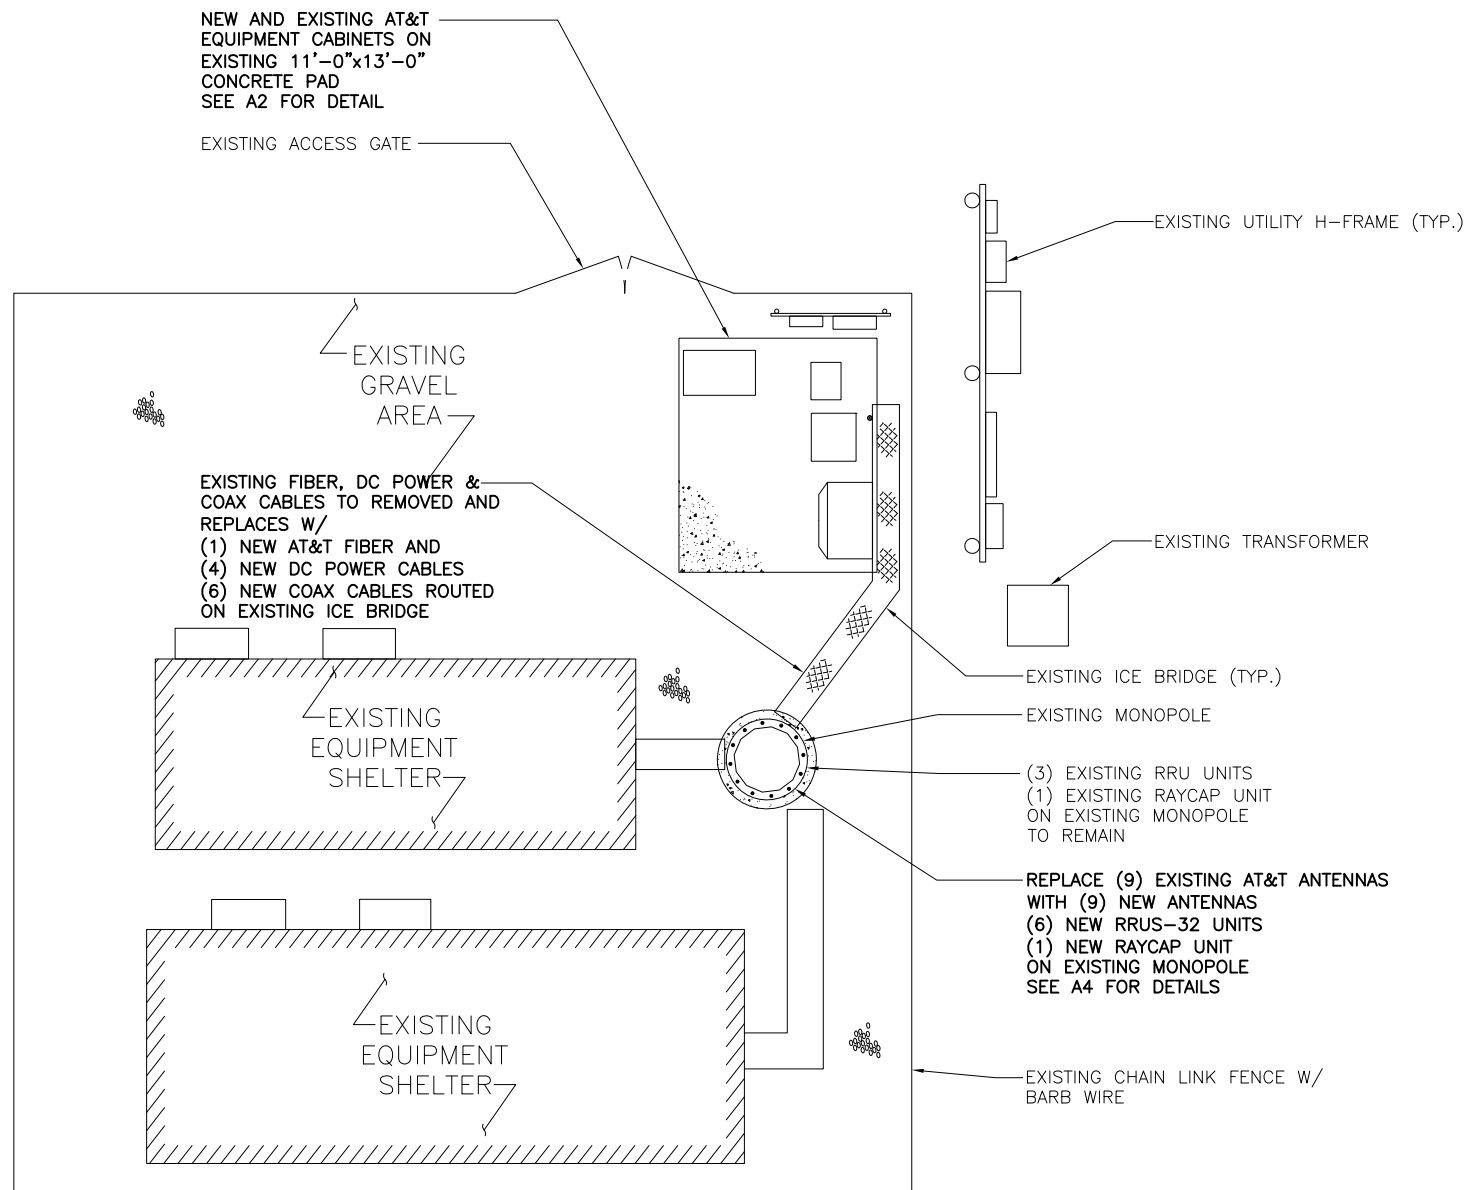 NEW AND EXISTING AT&T
EQUIPMENT CABINETS ON
EXISTING 11'-0"x13'-0"
CONCRETE PAD
SEE A2 FOR DETAIL
EXISTING ACCESS GATE
EXISTING UTILITY H-FRAME (TYP.)
EXISTING
GRAVEL
AREA
EXISTING FIBER, DC POWER &
COAX CABLES TO REMOVED AND
REPLACES W/
(1) NEW AT&T FIBER AND
(4) NEW DC POWER CABLES
(6) NEW COAX CABLES ROUTED
ON EXISTING ICE BRIDGE
EXISTING TRANSFORMER
EXISTING ICE BRIDGE (TYP.)
EXISTING MONOPOLE
EXISTING
EQUIPMENT
SHELTER
(3) EXISTING RRU UNITS
(1) EXISTING RAYCAP UNIT
ON EXISTING MONOPOLE
TO REMAIN
REPLACE (9) EXISTING AT&T ANTENNAS
WITH (9) NEW ANTENNAS
(6) NEW RRUS-32 UNITS
(1) NEW RAYCAP UNIT
ON EXISTING MONOPOLE
SEE A4 FOR DETAILS
EXISTING
EQUIPMENT
SHELTER
EXISTING CHAIN LINK FENCE W/
BARB WIRE